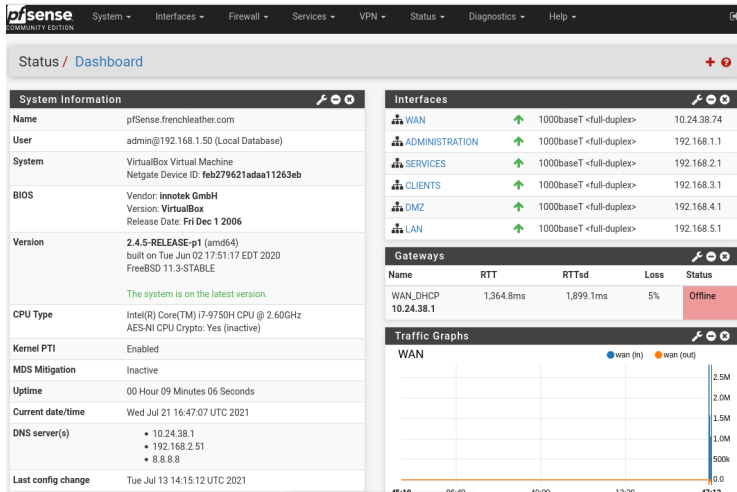 pfsense
COMMUNITY EDITION
System Interfaces Firewall Services VPN Status Diagnostics Help
Status / Dashboard
System Information
Name pfSense.frenchleather.com
User admin@192.168.1.50 (Local Database)
System VirtualBox Virtual Machine
Netgate Device ID: feb279621adaa11263eb
BIOS Vendor: innotek GmbH
Version: VirtualBox
Release Date: Fri Dec 1 2006
Version 2.4.5-RELEASE-p1 (amd64)
built on Tue Jun 02 17:51:17 EDT 2020
FreeBSD 11.3-STABLE
The system is on the latest version.
CPU Type Intel(R) Core(TM) i7-9750H CPU @ 2.60GHz
AES-NI CPU Crypto: Yes (inactive)
Kernel PTI Enabled
MDS Mitigation Inactive
Uptime 00 Hour 09 Minutes 06 Seconds
Current date/time Wed Jul 21 16:47:07 UTC 2021
DNS server(s) • 10.24.38.1
• 192.168.2.51
• 8.8.8.8
Last config change Tue Jul 13 14:15:12 UTC 2021
Interfaces
WAN 1000baseT <full-duplex> 10.24.38.74
ADMINISTRATION 1000baseT <full-duplex> 192.168.1.1
SERVICES 1000baseT <full-duplex> 192.168.2.1
CLIENTS 1000baseT <full-duplex> 192.168.3.1
DMZ 1000baseT <full-duplex> 192.168.4.1
LAN 1000baseT <full-duplex> 192.168.5.1
Gateways
Name RTT RTTsd Loss Status
WAN_DHCP 1,364.8ms 1,899.1ms 5% Offline
10.24.38.1
Traffic Graphs
WAN wan (in) wan (out)
2.5M
2.0M
1.5M
1.0M
500k
0.0